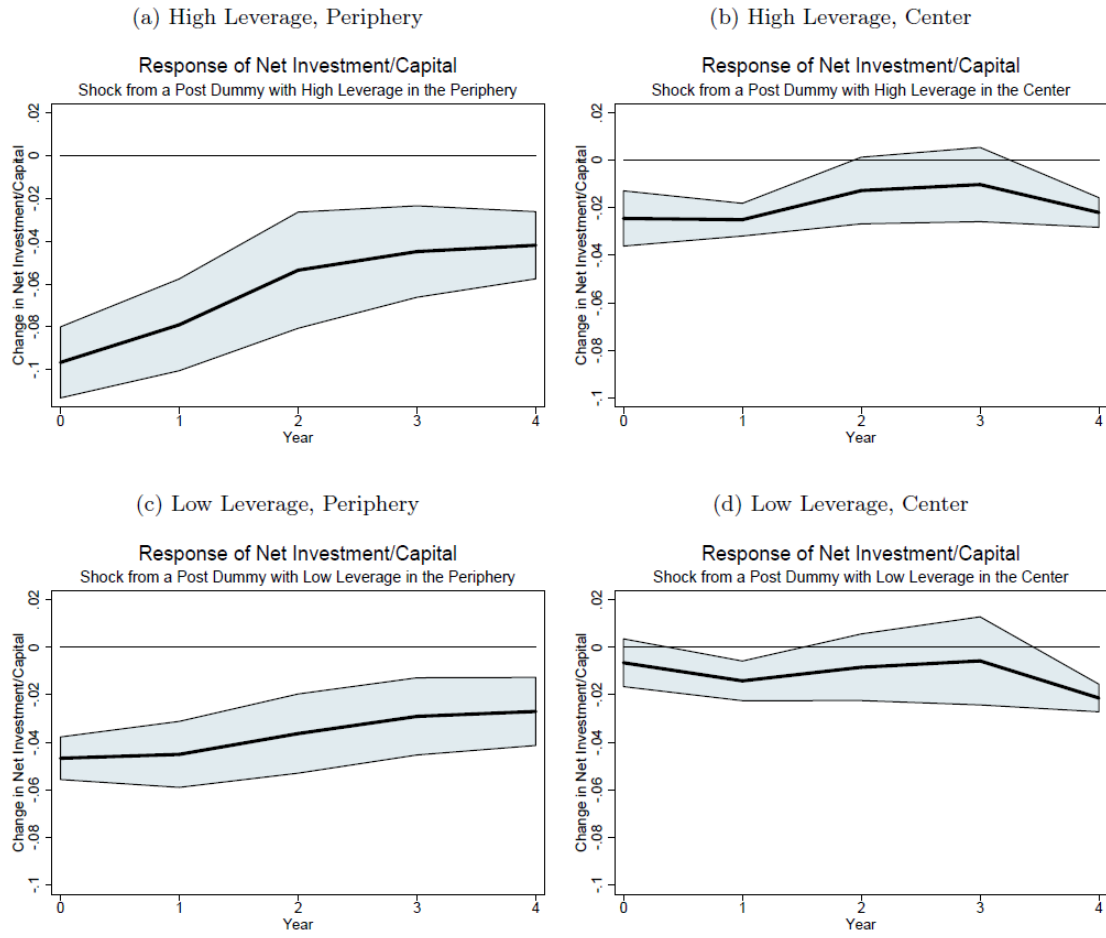 (a) High Leverage, Periphery
Response of Net Investment/Capital
Shock from a Post Dummy with High Leverage in the Periphery
Change in Net Investment/Capital
.02
0
-.02
-.04
-.06
-.08
-.1
0 1 2 3 4
Year
(b) High Leverage, Center
Response of Net Investment/Capital
Shock from a Post Dummy with High Leverage in the Center
Change in Net Investment/Capital
.02
0
-.02
-.04
-.06
-.08
-.1
0 1 2 3 4
Year
(c) Low Leverage, Periphery
Response of Net Investment/Capital
Shock from a Post Dummy with Low Leverage in the Periphery
Change in Net Investment/Capital
.02
0
-.02
-.04
-.06
-.08
-.1
0 1 2 3 4
Year
(d) Low Leverage, Center
Response of Net Investment/Capital
Shock from a Post Dummy with Low Leverage in the Center
Change in Net Investment/Capital
.02
0
-.02
-.04
-.06
-.08
-.1
0 1 2 3 4
Year